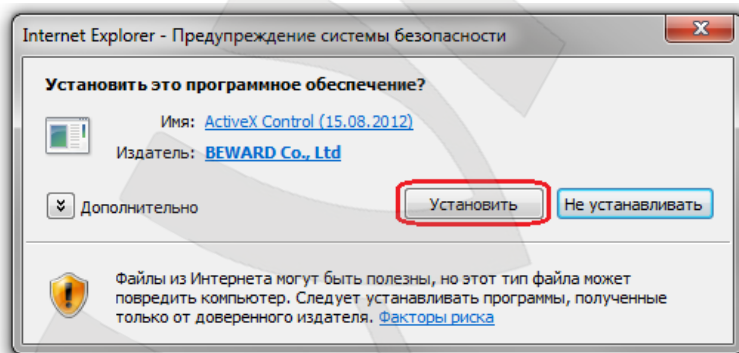 Internet Explorer - Предупреждение системы безопасности
Установить это программное обеспечение?
Имя: ActiveX Control (15.08.2012)
Издатель: BEWARD Co., Ltd
Дополнительно
Установить
Не устанавливать
Файлы из Интернета могут быть полезны, но этот тип файла может
повредить компьютер. Следует устанавливать программы, полученные
только от доверенного издателя. Факторы риска